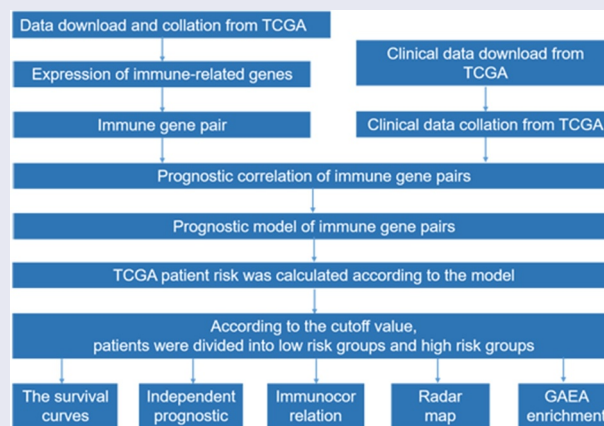 Data download and collation from TCGA
Expression of immune-related genes
Immune gene pair
Clinical data download from
TCGA
Clinical data collation from TCGA
Prognostic correlation of immune gene pairs
Prognostic model of immune gene pairs
TCGA patient risk was calculated according to the model
According to the cutoff value,
patients were divided into low risk groups and high risk groups
The survival
curves
Independent
prognostic
Immunocor
relation
Radar
map
GAEA
enrichment